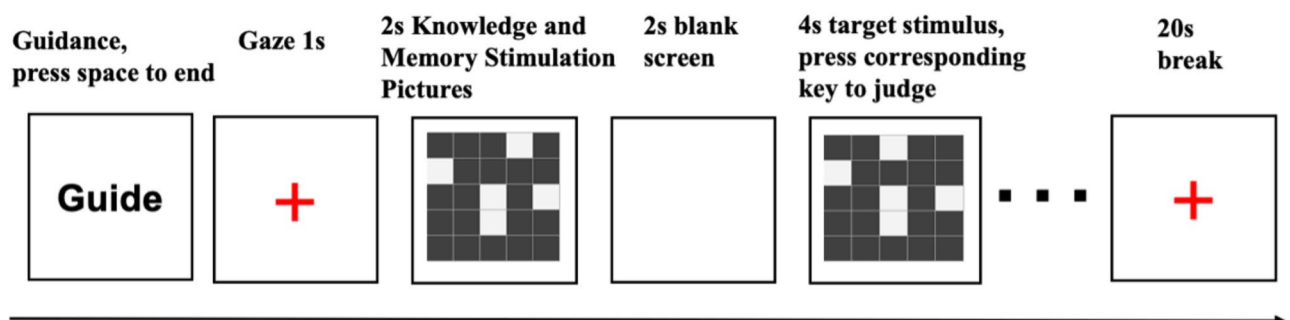 Guidance,
press space to end
Gaze 1s
2s Knowledge and
Memory Stimulation
Pictures
2s blank
screen
4s target stimulus,
press corresponding
key to judge
20s
break
Guide